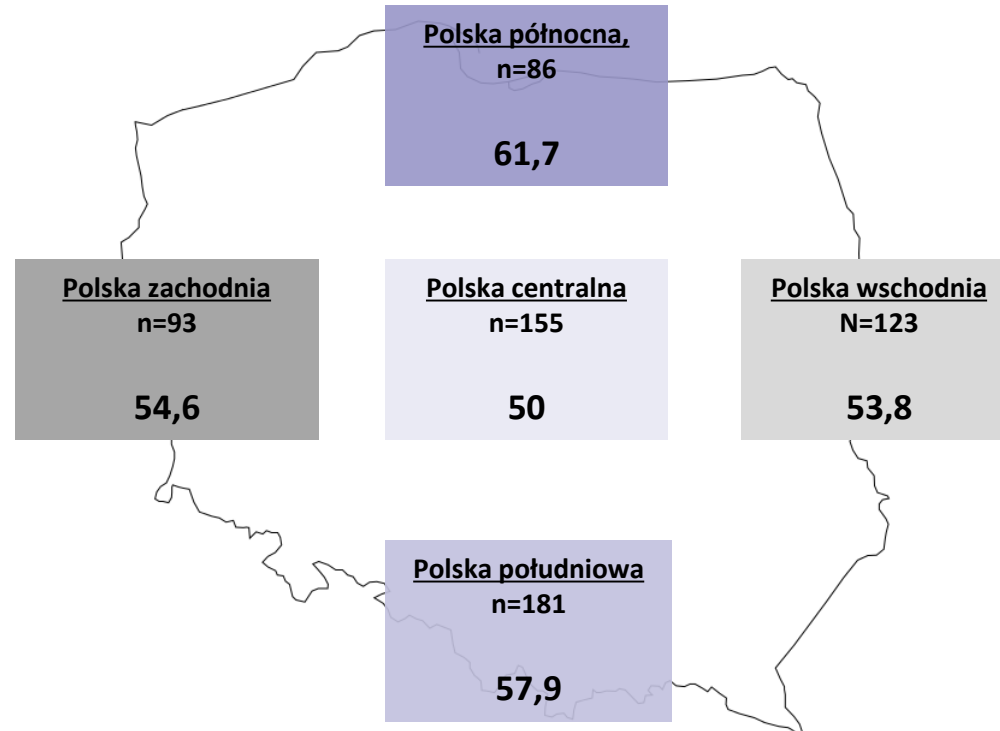 Polska północna,
n=86
61,7
Polska zachodnia
n=93
54,6
Polska centralna
n=155
50
Polska wschodnia
N=123
53,8
Polska południowa
n=181
57,9